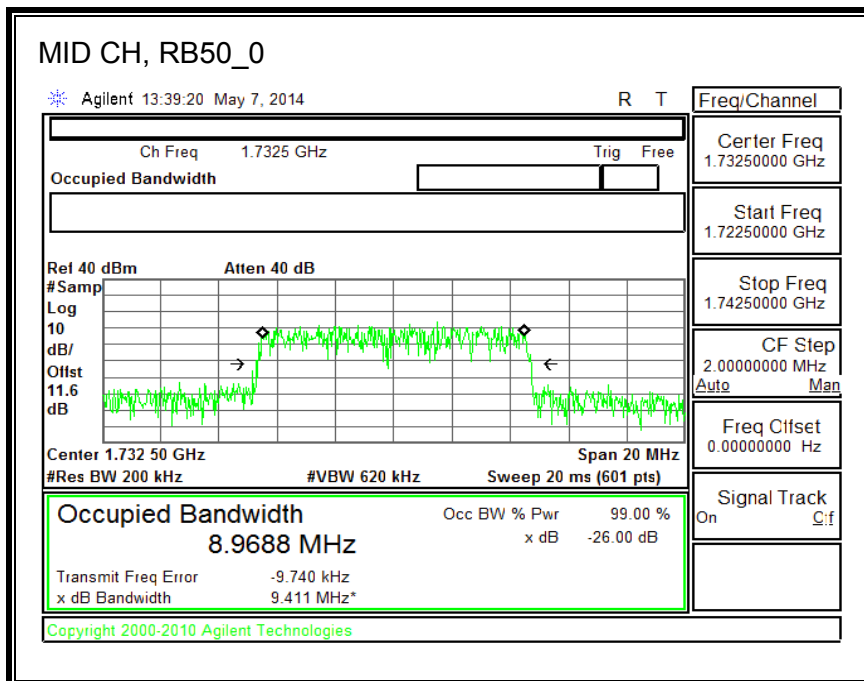 MID CH, RB50_0
Agilent 13:39:20 May 7, 2014 R T
Freq/Channel
Ch Freq 1.7325 GHz Trig Free
Occupied Bandwidth
Center Freq
1.73250000 GHz
Start Freq
1.72250000 GHz
Stop Freq
1.74250000 GHz
CF Step
2.00000000 MHz
Auto Man
Freq Offset
0.00000000 Hz
Signal Track
On Off
Ref 40 dBm Atten 40 dB
#Samp
Log
10
dB/
Offst
11.6
dB
Center 1.732 50 GHz Span 20 MHz
#Res BW 200 kHz #VBW 620 kHz Sweep 20 ms (601 pts)
Occupied Bandwidth Occ BW % Pwr 99.00 %
8.9688 MHz x dB -26.00 dB
Transmit Freq Error -9.740 kHz
x dB Bandwidth 9.411 MHz*
Copyright 2000-2010 Agilent Technologies